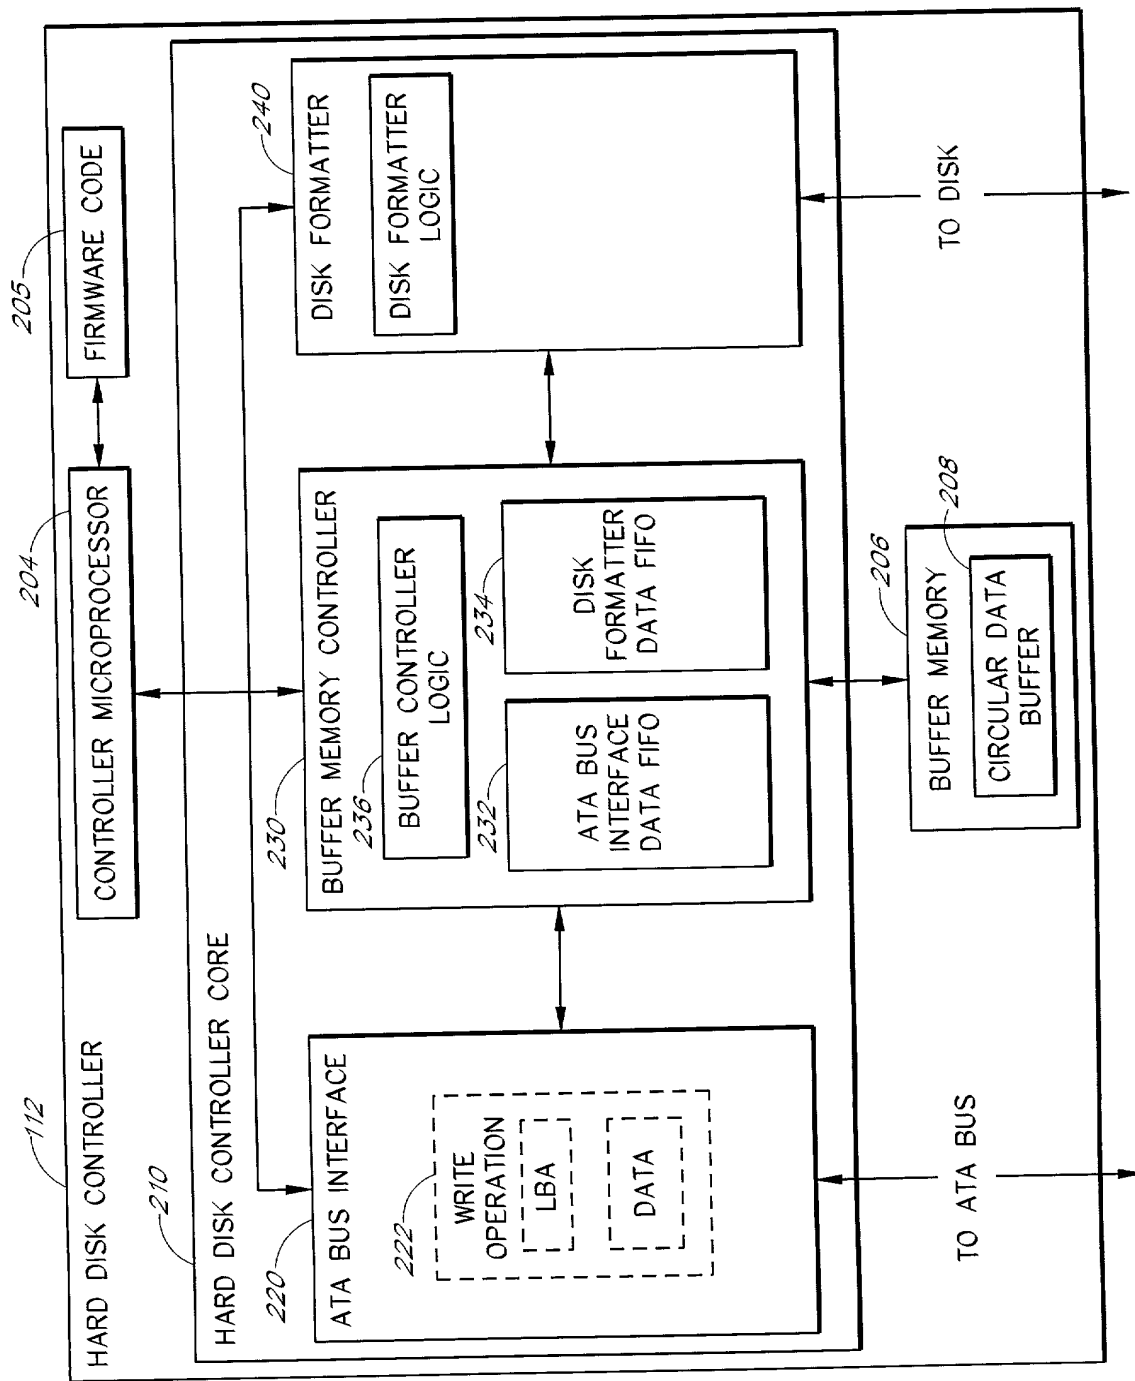 112
HARD DISK CONTROLLER
204
CONTROLLER MICROPROCESSOR
205
FIRMWARE CODE
210
HARD DISK CONTROLLER CORE
220
ATA BUS INTERFACE
222
WRITE
OPERATION
LBA
DATA
230
BUFFER MEMORY CONTROLLER
236
BUFFER CONTROLLER
LOGIC
232
ATA BUS
INTERFACE
DATA FIFO
234
DISK
FORMATTER
DATA FIFO
240
DISK FORMATTER
DISK FORMATTER
LOGIC
206
BUFFER MEMORY
208
CIRCULAR DATA
BUFFER
TO ATA BUS
TO DISK